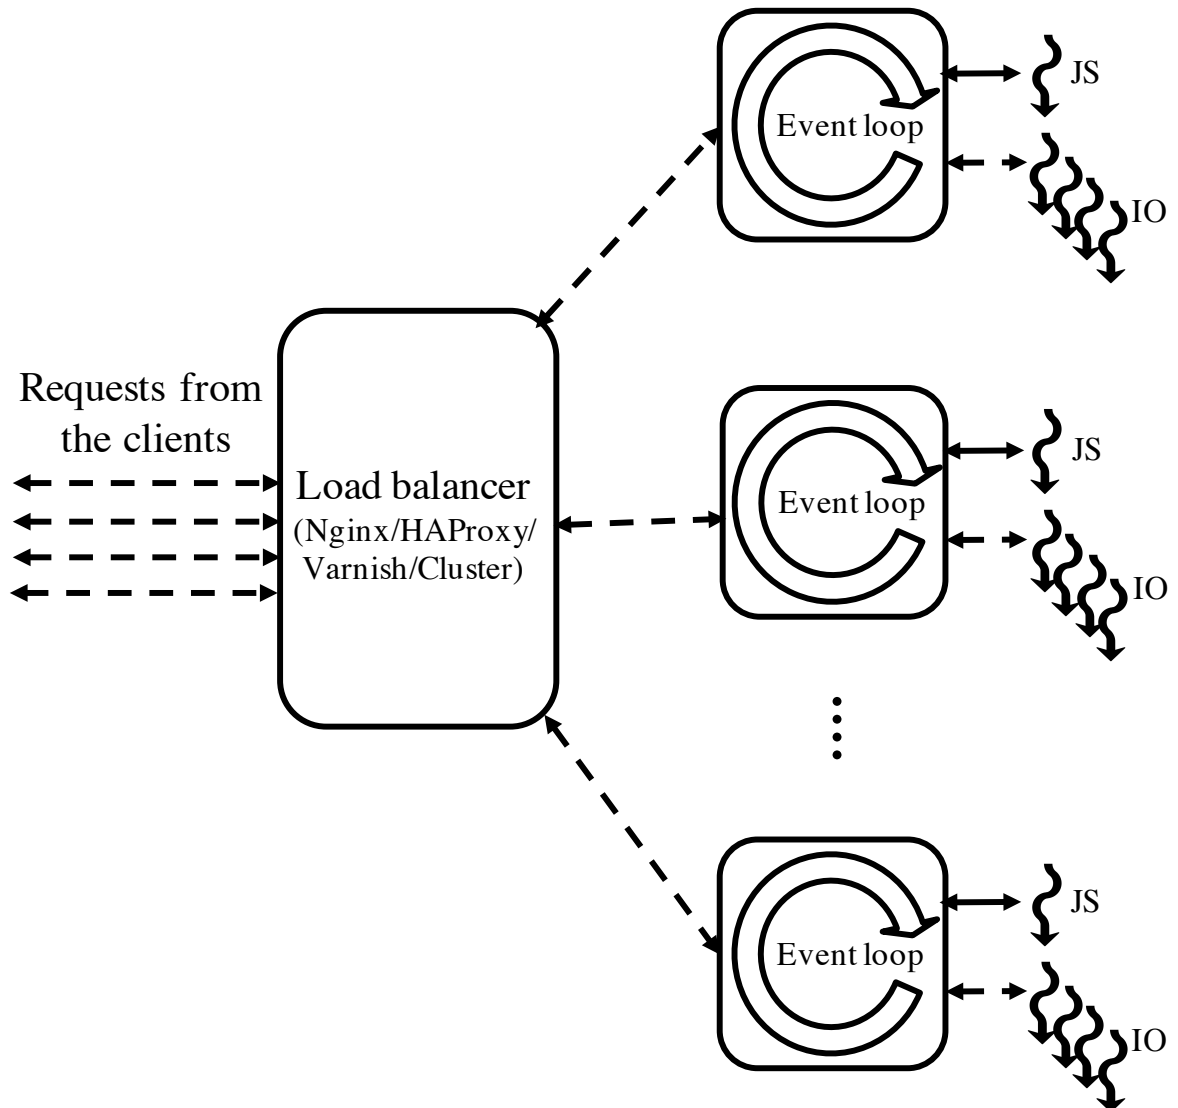 Event loop
JS
IO
Requests from
the clients
Load balancer
(Nginx/HAProxy/
Varnish/Cluster)
Event loop
JS
IO
Event loop
JS
IO